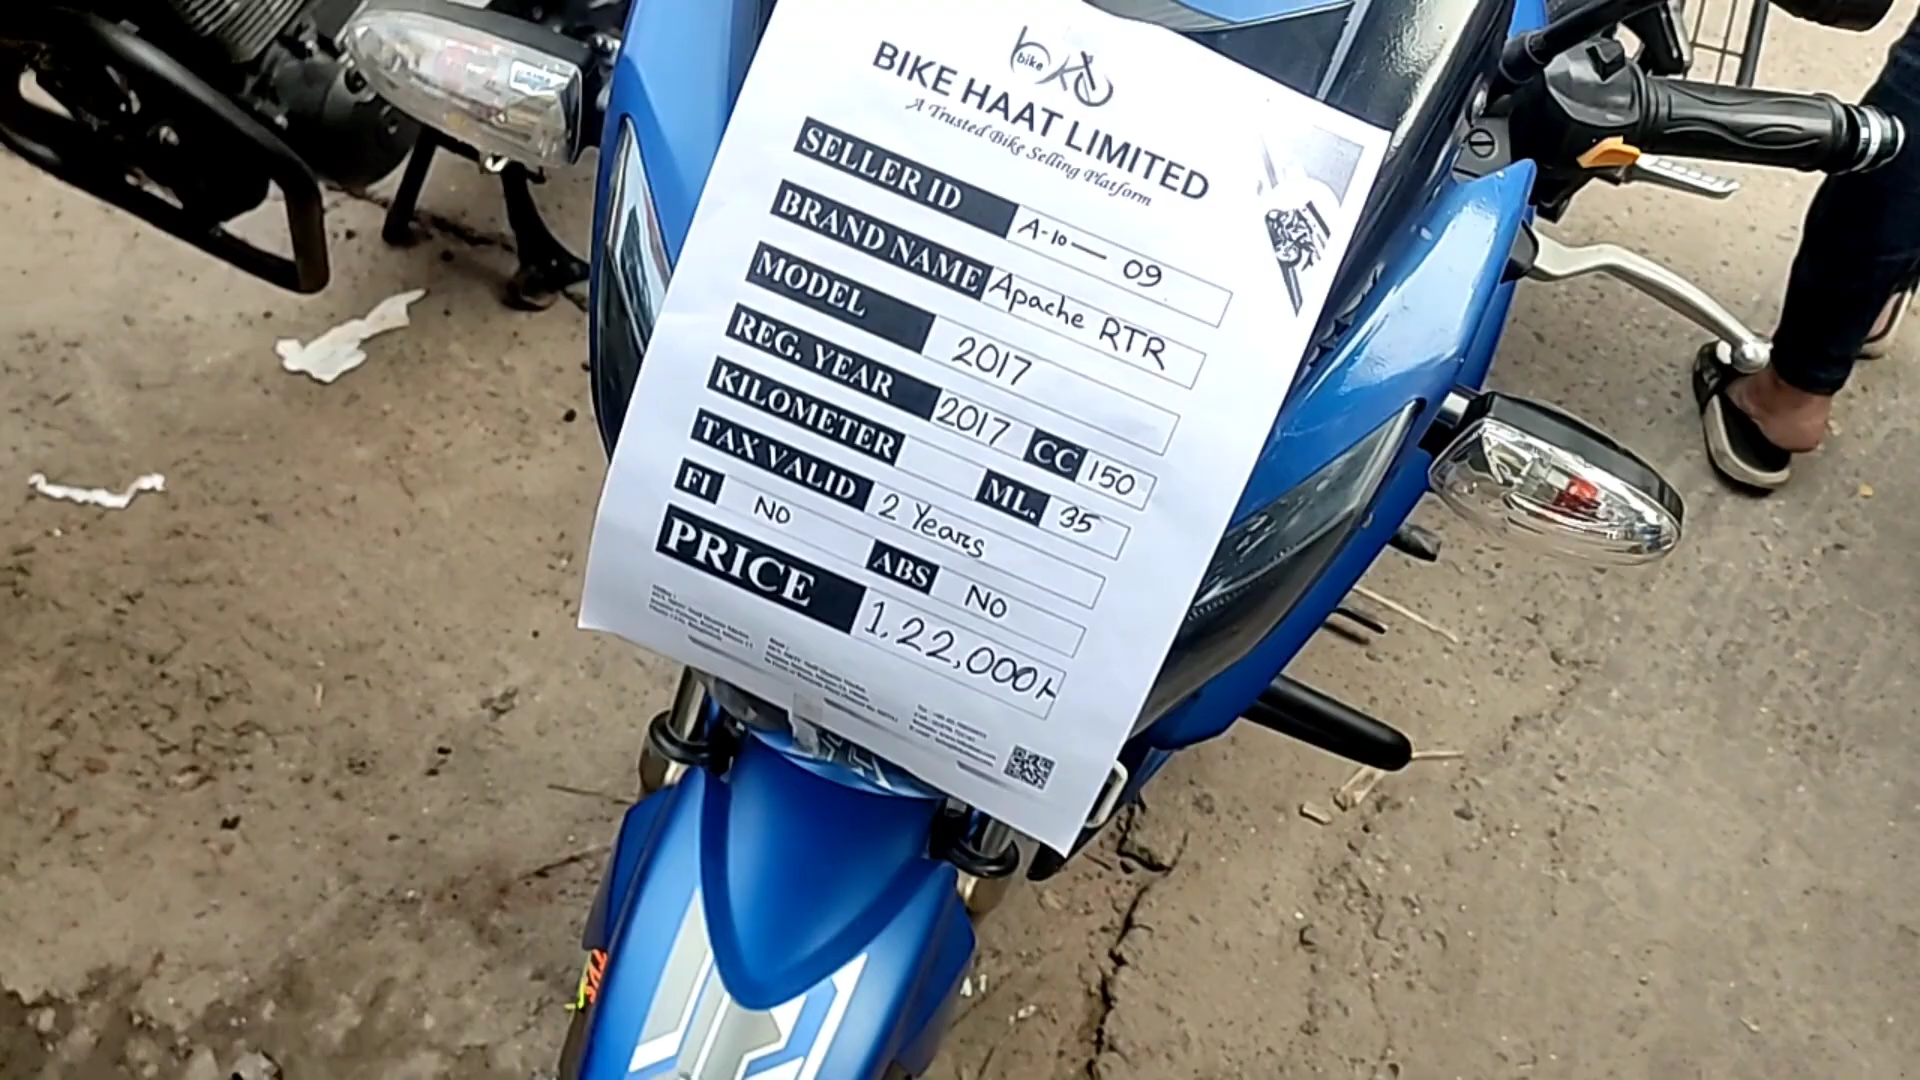 bike
BIKE HAAT LIMITED
A Trusted Bike Selling Platform
SELLER ID A-10— 09
BRAND NAME Apache RTR
MODEL 2017
REG. YEAR 2017 CC 150
KILOMETER ML. 35
TAX VALID 2 Years
FI NO ABS NO
PRICE 1,22,000/-
TVS